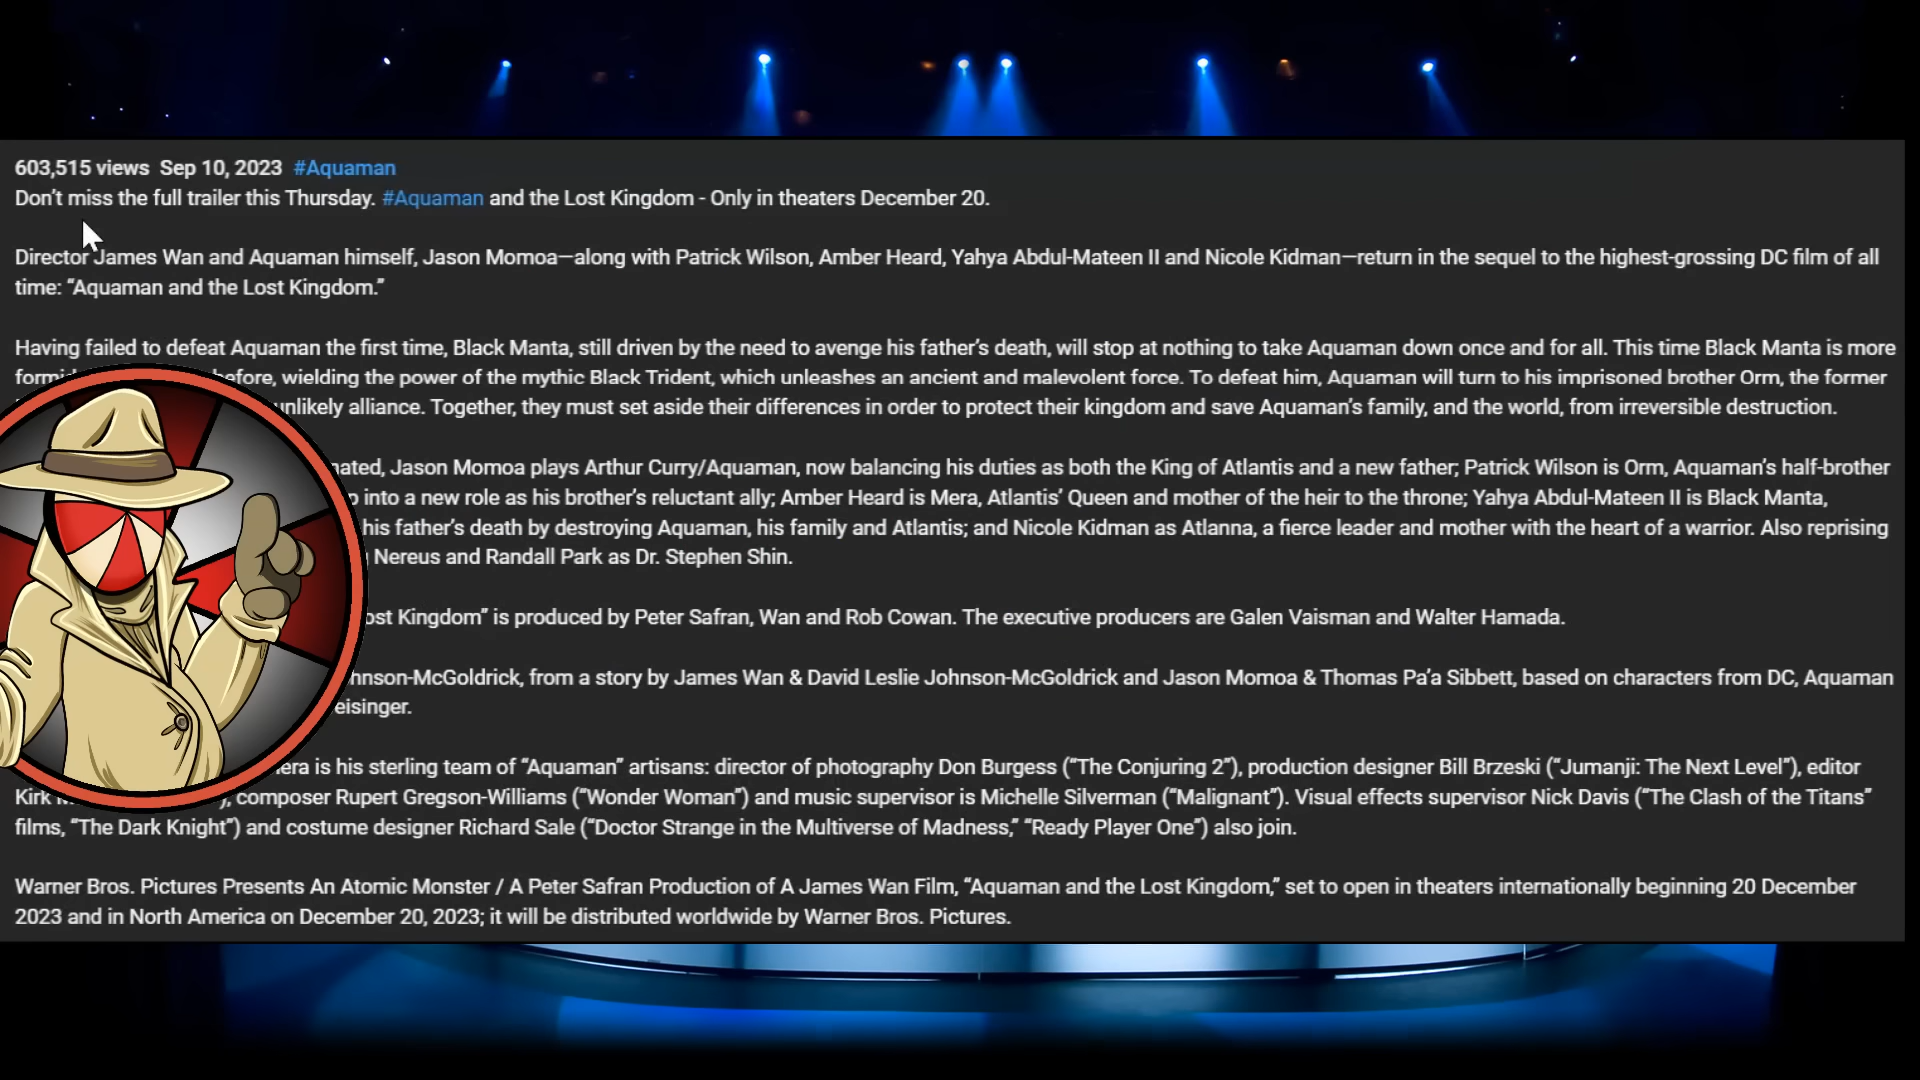 603,515 views Sep 10, 2023 #Aquaman
Don’t miss the full trailer this Thursday. #Aquaman and the Lost Kingdom - Only in theaters December 20.
Director James Wan and Aquaman himself, Jason Momoa—along with Patrick Wilson, Amber Heard, Yahya Abdul-Mateen II and Nicole Kidman—return in the sequel to the highest-grossing DC film of all
time: “Aquaman and the Lost Kingdom.”
Having failed to defeat Aquaman the first time, Black Manta, still driven by the need to avenge his father’s death, will stop at nothing to take Aquaman down once and for all. This time Black Manta is more
before, wielding the power of the mythic Black Trident, which unleashes an ancient and malevolent force. To defeat him, Aquaman will turn to his imprisoned brother Orm, the former
unlikely alliance. Together, they must set aside their differences in order to protect their kingdom and save Aquaman’s family, and the world, from irreversible destruction.
Jason Momoa plays Arthur Curry/Aquaman, now balancing his duties as both the King of Atlantis and a new father; Patrick Wilson is Orm, Aquaman’s half-brother
into a new role as his brother’s reluctant ally; Amber Heard is Mera, Atlantis’ Queen and mother of the heir to the throne; Yahya Abdul-Mateen II is Black Manta,
his father’s death by destroying Aquaman, his family and Atlantis; and Nicole Kidman as Atlanna, a fierce leader and mother with the heart of a warrior. Also reprising
Nereus and Randall Park as Dr. Stephen Shin.
Kingdom” is produced by Peter Safran, Wan and Rob Cowan. The executive producers are Galen Vaisman and Walter Hamada.
from a story by James Wan & David Leslie Johnson-McGoldrick and Jason Momoa & Thomas Pa’a Sibbett, based on characters from DC, Aquaman
is his sterling team of “Aquaman” artisans: director of photography Don Burgess (“The Conjuring 2”), production designer Bill Brzeski (“Jumanji: The Next Level”), editor
Kirk composer Rupert Gregson-Williams (“Wonder Woman”) and music supervisor is Michelle Silverman (“Malignant”). Visual effects supervisor Nick Davis (“The Clash of the Titans”
films, “The Dark Knight”) and costume designer Richard Sale (“Doctor Strange in the Multiverse of Madness,” “Ready Player One”) also join.
Warner Bros. Pictures Presents An Atomic Monster / A Peter Safran Production of A James Wan Film, “Aquaman and the Lost Kingdom,” set to open in theaters internationally beginning 20 December
2023 and in North America on December 20, 2023; it will be distributed worldwide by Warner Bros. Pictures.